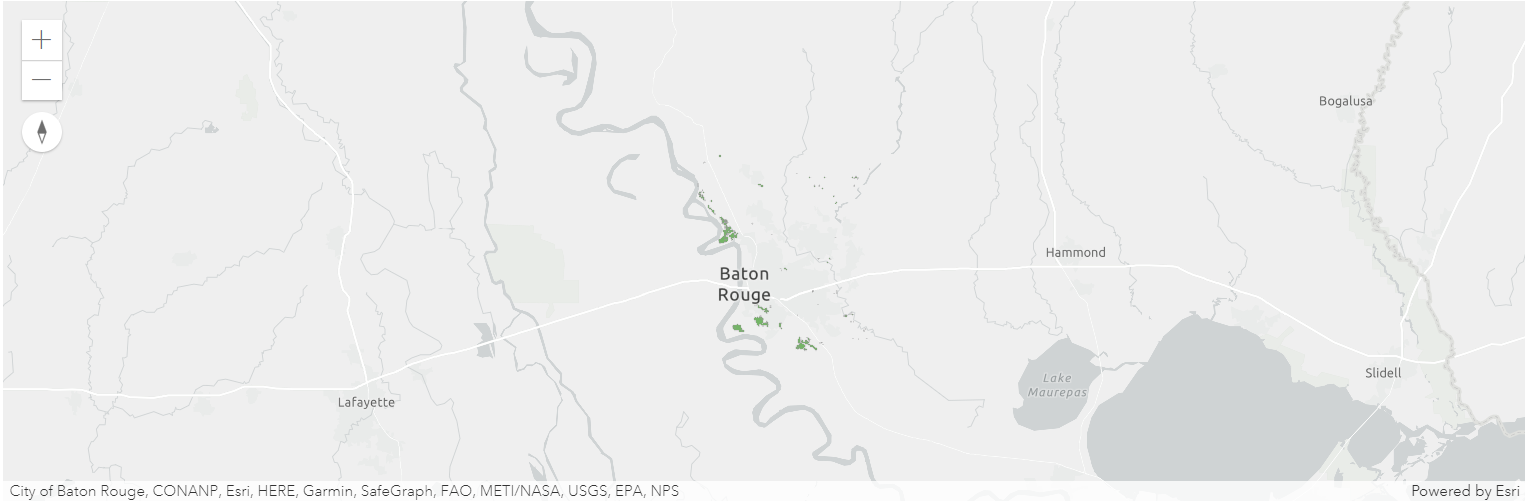 Bogalusa
Hammond
Baton
Rouge
Lake
Maurepas
Slidell
Lafayette
City of Baton Rouge, CONANP, Esri, HERE, Garmin, SafeGraph, FAO, METI/NASA, USGS, EPA, NPS
Powered by Esri